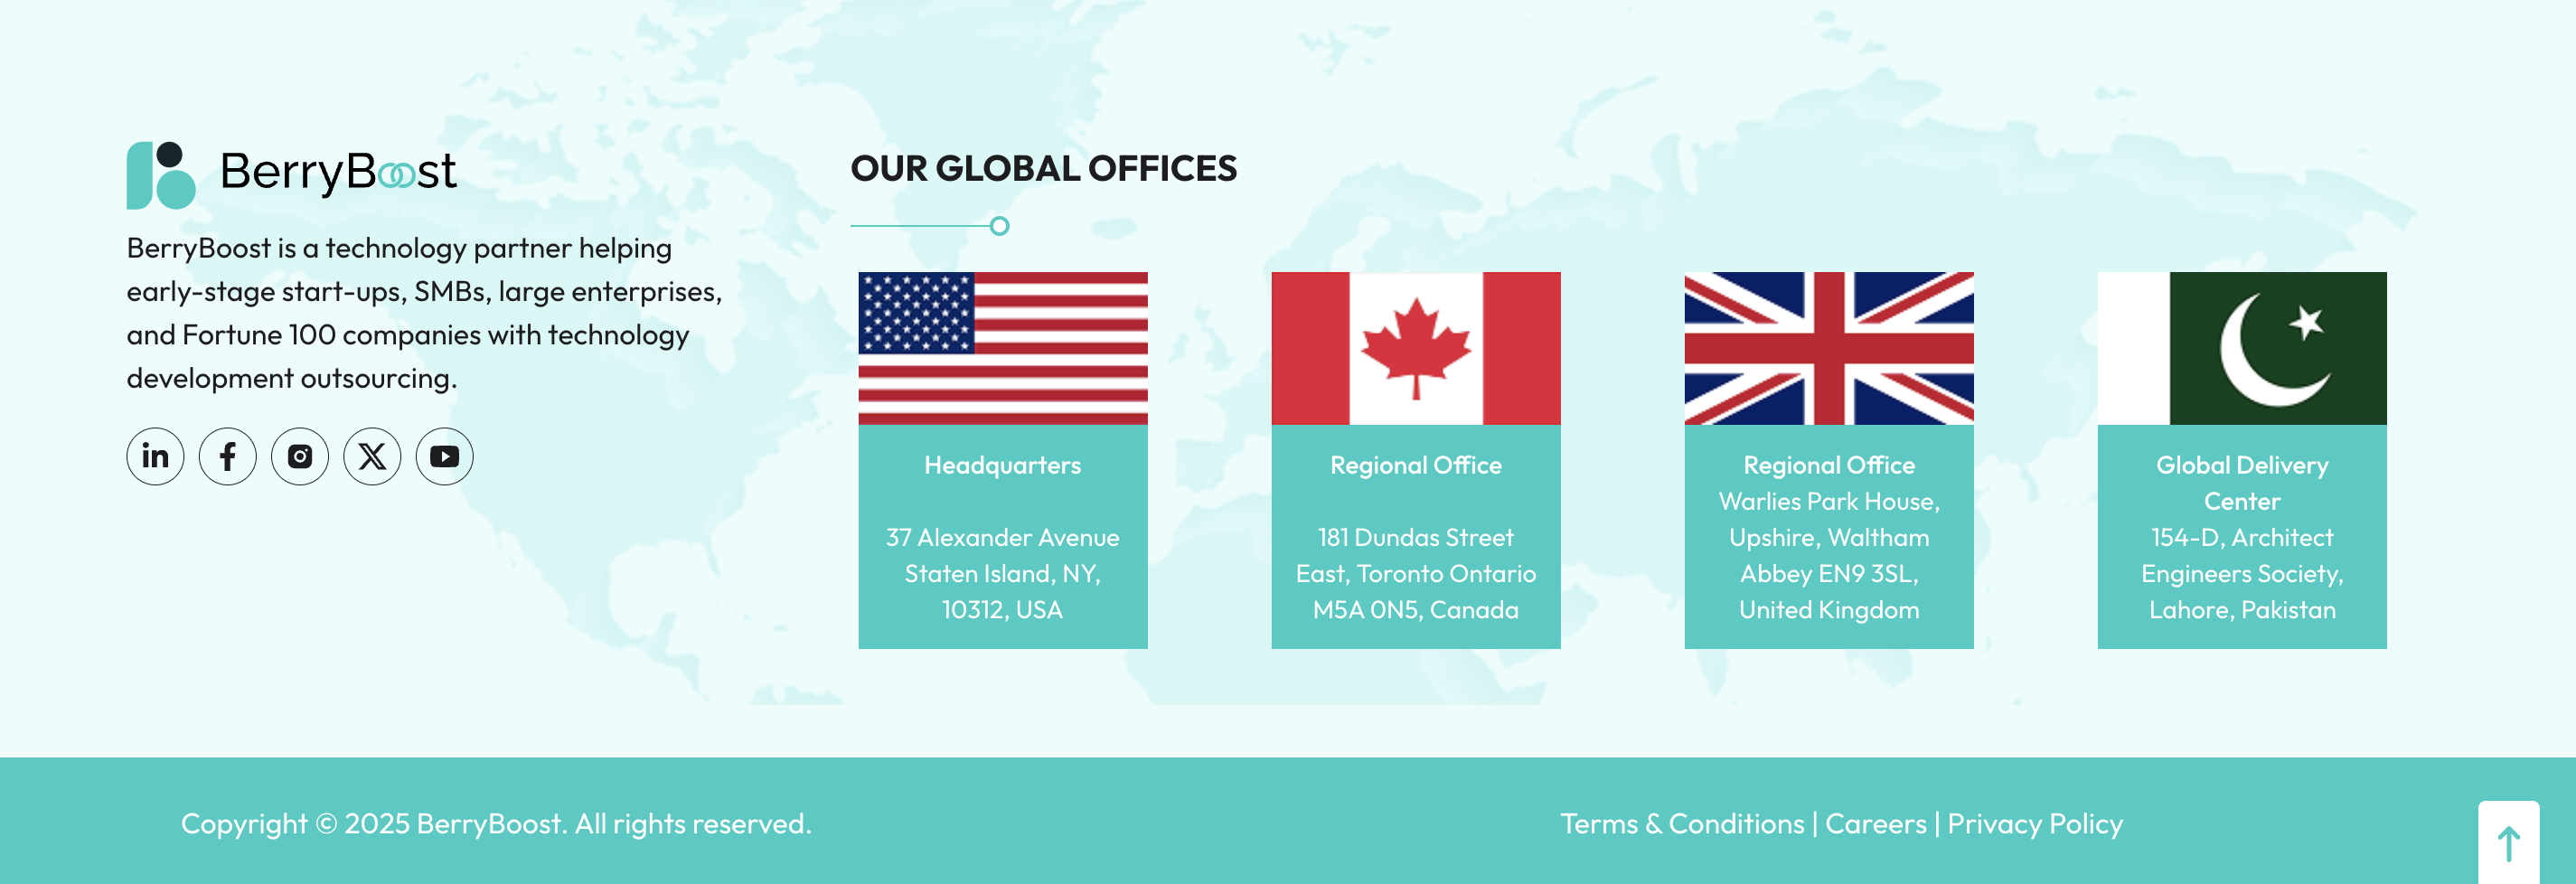 BerryBoost
BerryBoost is a technology partner helping
early-stage start-ups, SMBs, large enterprises,
and Fortune 100 companies with technology
development outsourcing.
OUR GLOBAL OFFICES
Headquarters
37 Alexander Avenue
Staten Island, NY,
10312, USA
Regional Office
181 Dundas Street
East, Toronto Ontario
M5A 0N5, Canada
Regional Office
Warlies Park House,
Upshire, Waltham
Abbey EN9 3SL,
United Kingdom
Global Delivery
Center
154-D, Architect
Engineers Society,
Lahore, Pakistan
Copyright © 2025 BerryBoost. All rights reserved.
Terms & Conditions | Careers | Privacy Policy